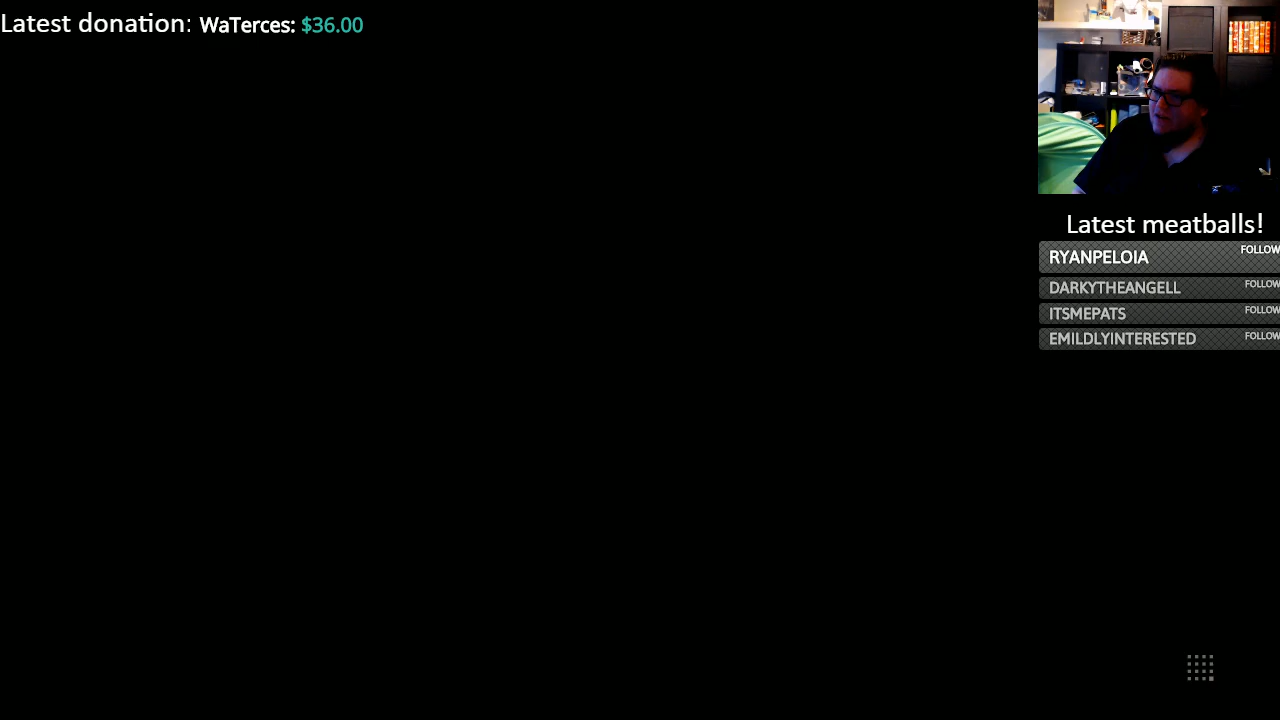 Latest donation: WaTerces: $36.00
Latest meatballs!
RYANPELOIA FOLLOW
DARKYTHEANGELL FOLLOW
ITSMEPATS FOLLOW
EMILDLYINTERESTED FOLLOW